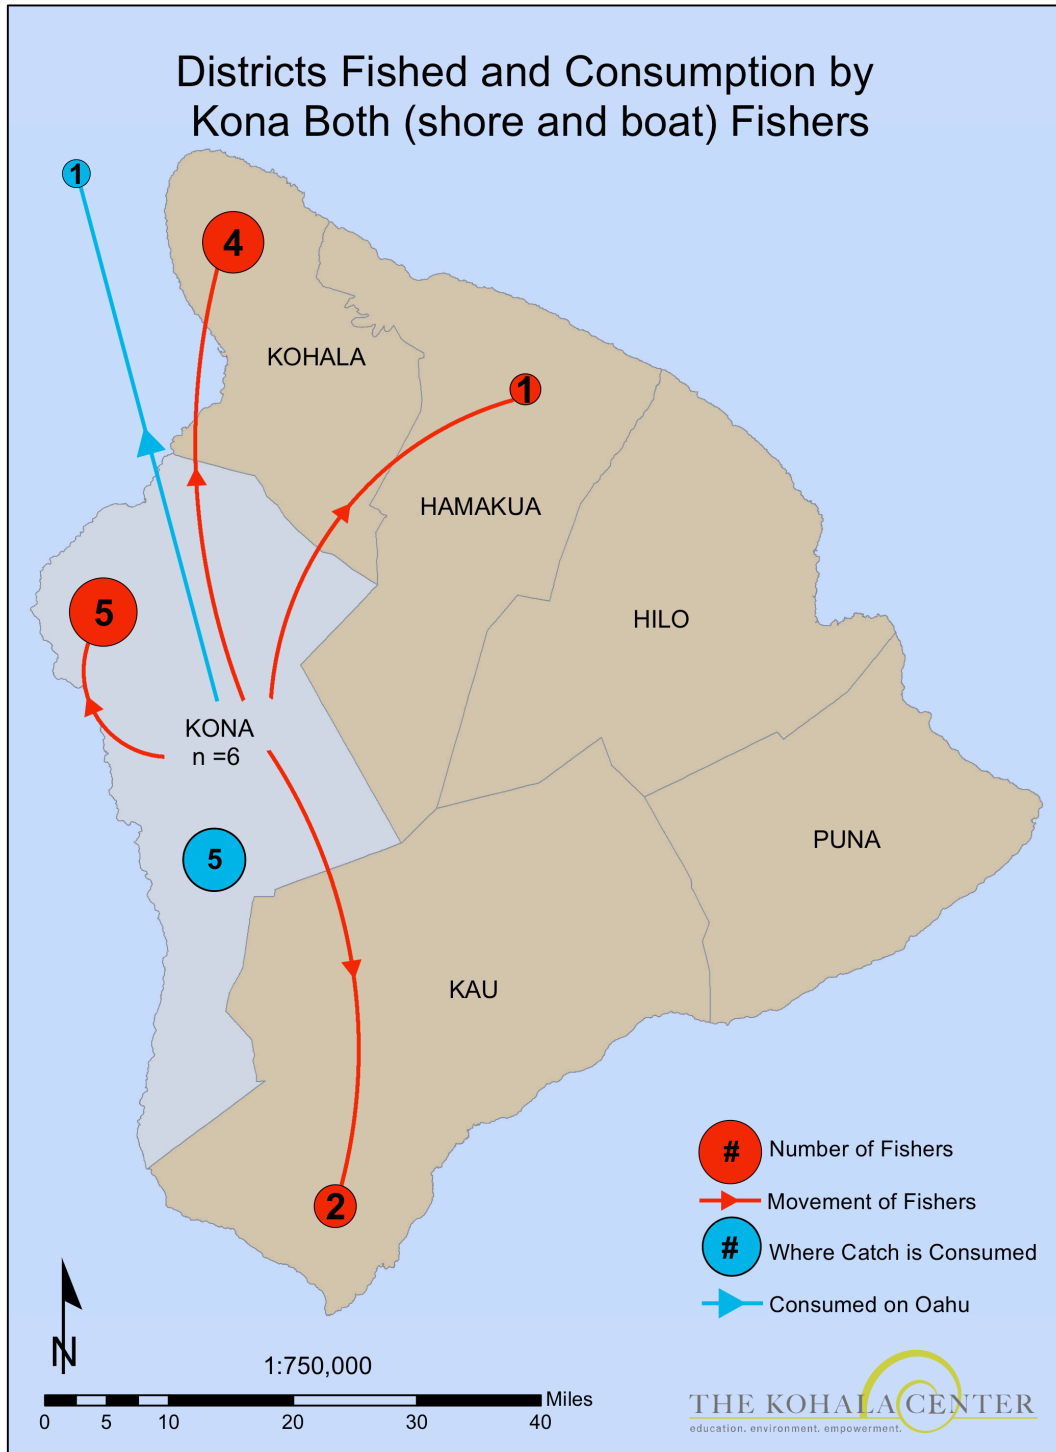 Districts Fished and Consumption by
Kona Both (shore and boat) Fishers
1
4
KOHALA
1
HAMAKUA
5
HILO
KONA
n =6
5
PUNA
KAU
2
# Number of Fishers
Movement of Fishers
# Where Catch is Consumed
Consumed on Oahu
N
1:750,000
Miles
0 5 10 20 30 40
THE KOHALA CENTER
education. environment. empowerment.